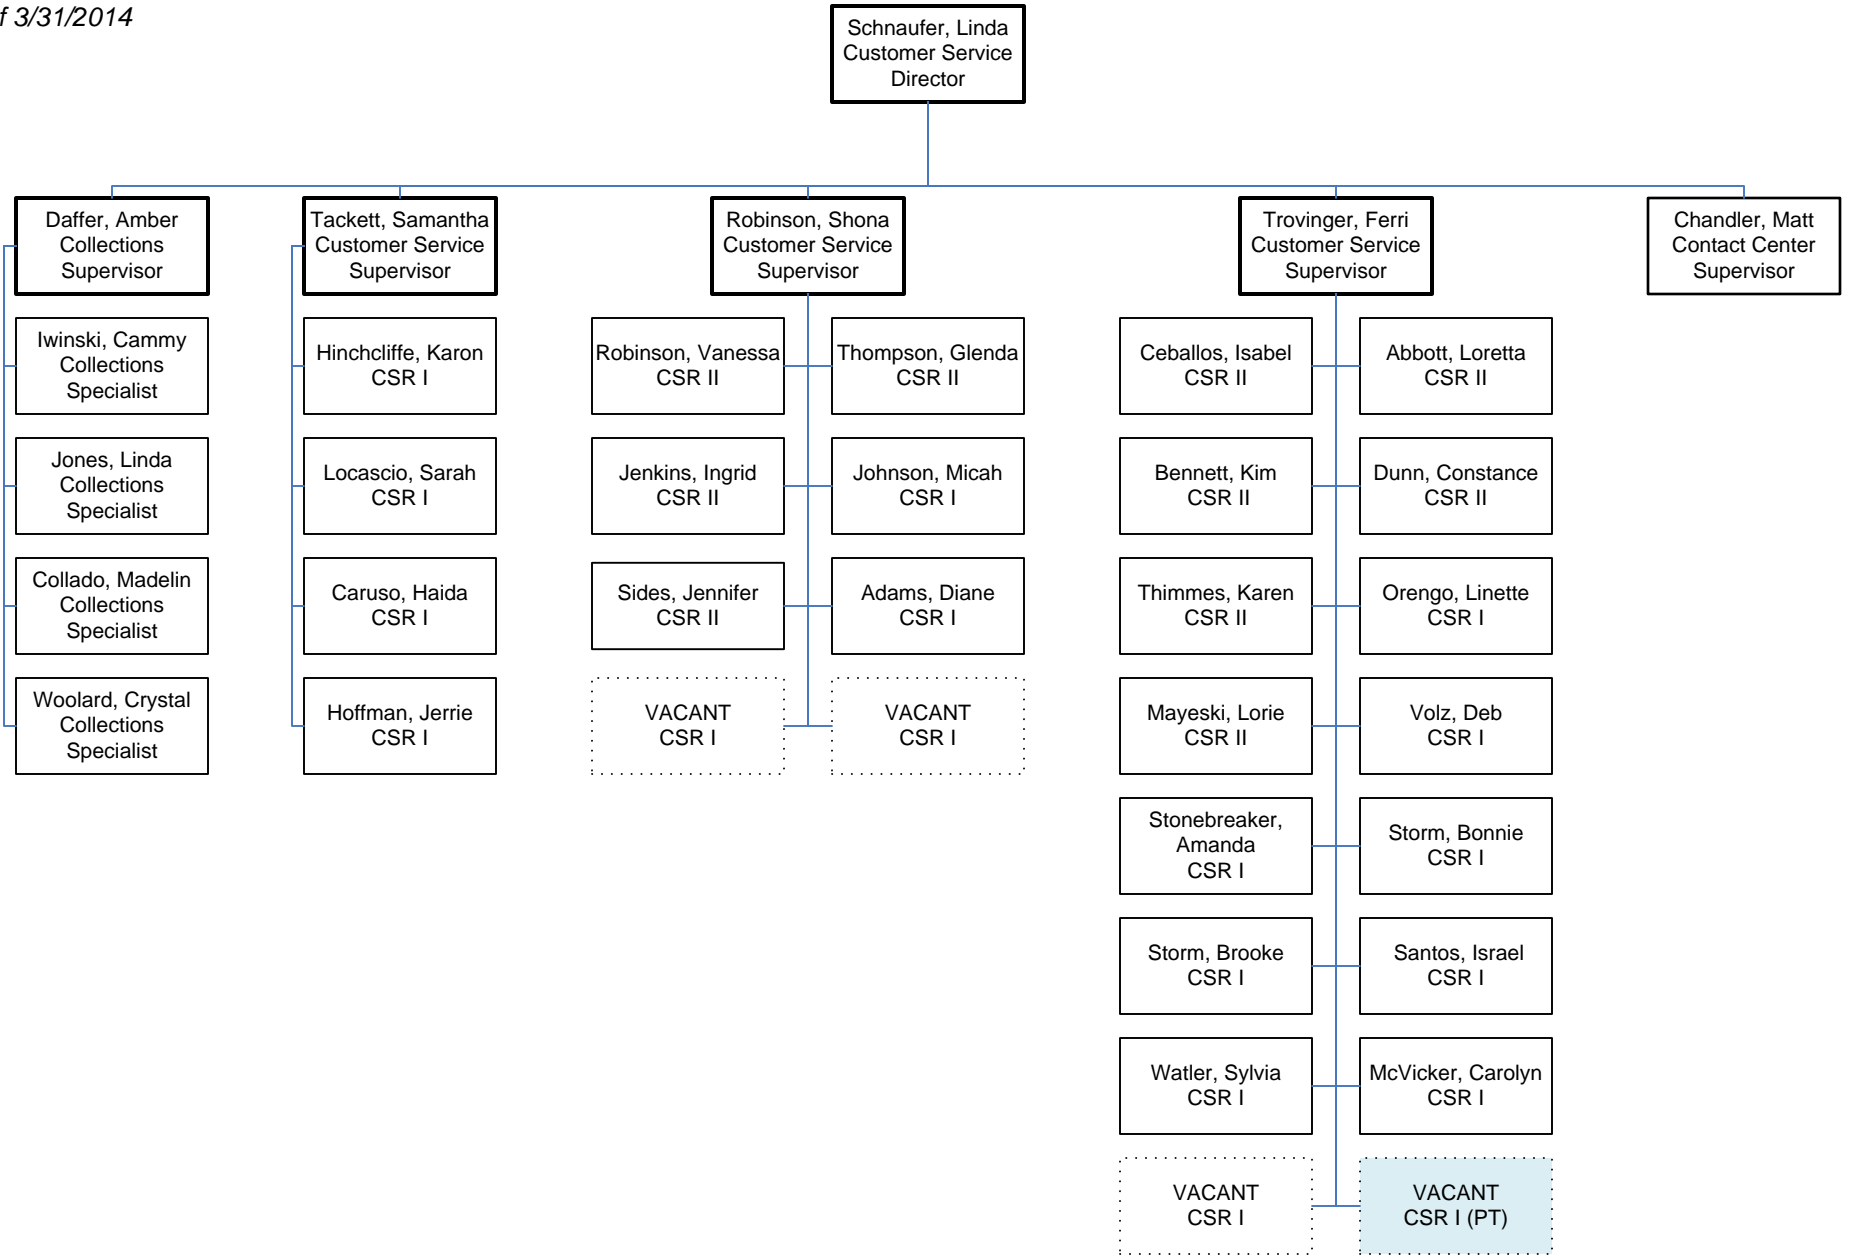 f 3/31/2014
Schnaufer, Linda
Customer Service
Director
Daffer, Amber
Collections
Supervisor
Tackett, Samantha
Customer Service
Supervisor
Robinson, Shona
Customer Service
Supervisor
Trovinger, Ferri
Customer Service
Supervisor
Chandler, Matt
Contact Center
Supervisor
Iwinski, Cammy
Collections
Specialist
Hinchcliffe, Karon
CSR I
Robinson, Vanessa
CSR II
Thompson, Glenda
CSR II
Ceballos, Isabel
CSR II
Abbott, Loretta
CSR II
Jones, Linda
Collections
Specialist
Locascio, Sarah
CSR I
Jenkins, Ingrid
CSR II
Johnson, Micah
CSR I
Bennett, Kim
CSR II
Dunn, Constance
CSR II
Collado, Madelin
Collections
Specialist
Caruso, Haida
CSR I
Sides, Jennifer
CSR II
Adams, Diane
CSR I
Thimmes, Karen
CSR II
Orengo, Linette
CSR I
Woolard, Crystal
Collections
Specialist
Hoffman, Jerrie
CSR I
VACANT
CSR I
VACANT
CSR I
Mayeski, Lorie
CSR II
Volz, Deb
CSR I
Stonebreaker,
Amanda
CSR I
Storm, Bonnie
CSR I
Storm, Brooke
CSR I
Santos, Israel
CSR I
Watler, Sylvia
CSR I
McVicker, Carolyn
CSR I
VACANT
CSR I
VACANT
CSR I (PT)